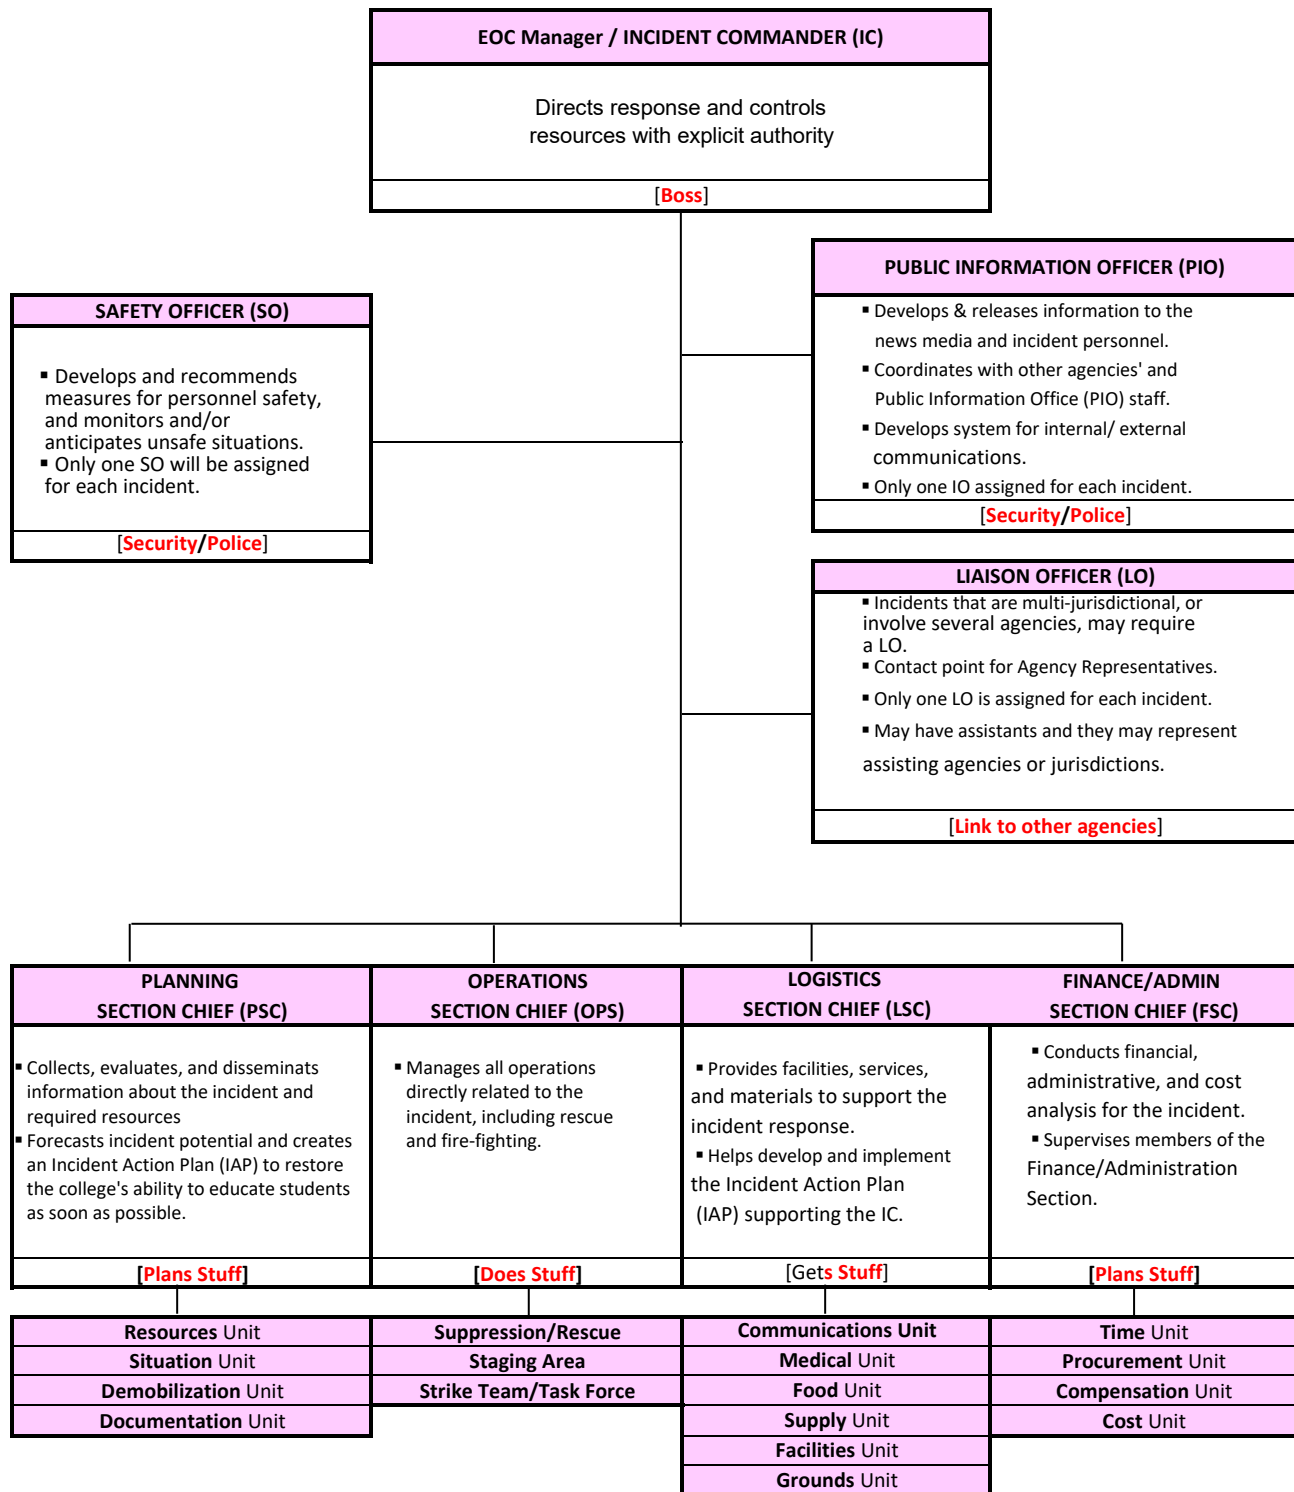 EOC Manager / INCIDENT COMMANDER (IC)
Directs response and controls
resources with explicit authority
[Boss]
SAFETY OFFICER (SO)
▪ Develops and recommends
measures for personnel safety,
and monitors and/or
anticipates unsafe situations.
▪ Only one SO will be assigned
for each incident.
[Security/Police]
PUBLIC INFORMATION OFFICER (PIO)
▪ Develops & releases information to the
news media and incident personnel.
▪ Coordinates with other agencies' and
Public Information Office (PIO) staff.
▪ Develops system for internal/ external
communications.
▪ Only one IO assigned for each incident.
[Security/Police]
LIAISON OFFICER (LO)
▪ Incidents that are multi-jurisdictional, or
involve several agencies, may require
a LO.
▪ Contact point for Agency Representatives.
▪ Only one LO is assigned for each incident.
▪ May have assistants and they may represent
assisting agencies or jurisdictions.
[Link to other agencies]
PLANNING
SECTION CHIEF (PSC)
▪ Collects, evaluates, and disseminats
information about the incident and
required resources
▪ Forecasts incident potential and creates
an Incident Action Plan (IAP) to restore
the college's ability to educate students
as soon as possible.
[Plans Stuff]
Resources Unit
Situation Unit
Demobilization Unit
Documentation Unit
OPERATIONS
SECTION CHIEF (OPS)
▪ Manages all operations
directly related to the
incident, including rescue
and fire-fighting.
[Does Stuff]
Suppression/Rescue
Staging Area
Strike Team/Task Force
LOGISTICS
SECTION CHIEF (LSC)
▪ Provides facilities, services,
and materials to support the
incident response.
▪ Helps develop and implement
the Incident Action Plan
(IAP) supporting the IC.
[Gets Stuff]
Communications Unit
Medical Unit
Food Unit
Supply Unit
Facilities Unit
Grounds Unit
FINANCE/ADMIN
SECTION CHIEF (FSC)
▪ Conducts financial,
administrative, and cost
analysis for the incident.
▪ Supervises members of the
Finance/Administration
Section.
[Plans Stuff]
Time Unit
Procurement Unit
Compensation Unit
Cost Unit